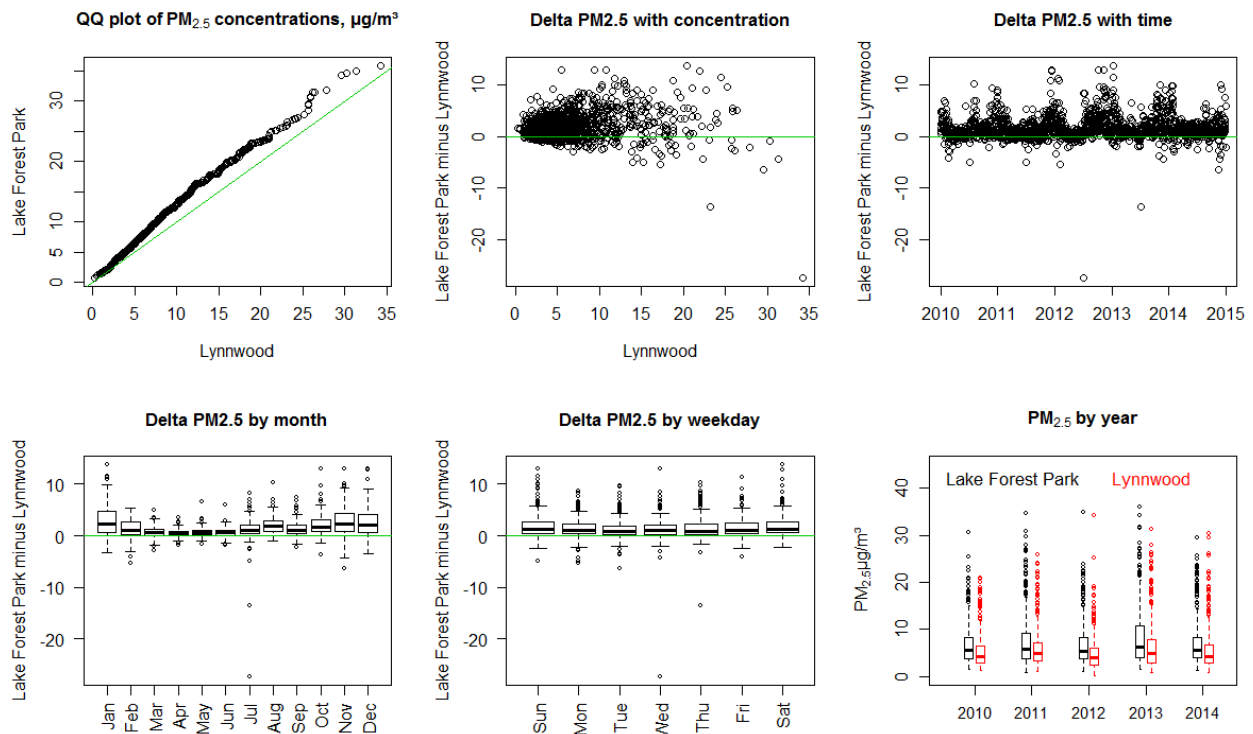 QQ plot of PM₂.₅ concentrations, µg/m³
Lake Forest Park
0
5
10
20
30
0
5
10
15
20
25
30
35
Lynnwood
Delta PM2.5 with concentration
Lake Forest Park minus Lynnwood
10
0
-10
-20
0
5
10
15
20
25
30
35
Lynnwood
Delta PM2.5 with time
Lake Forest Park minus Lynnwood
10
0
-10
-20
2010
2011
2012
2013
2014
2015
Delta PM2.5 by month
Lake Forest Park minus Lynnwood
10
0
-10
-20
Jan
Feb
Mar
Apr
May
Jun
Jul
Aug
Sep
Oct
Nov
Dec
Delta PM2.5 by weekday
Lake Forest Park minus Lynnwood
10
0
-10
-20
Sun
Mon
Tue
Wed
Thu
Fri
Sat
PM₂.₅ by year
Lake Forest Park Lynnwood
PM₂.₅µg/m³
40
30
20
10
0
2010
2011
2012
2013
2014